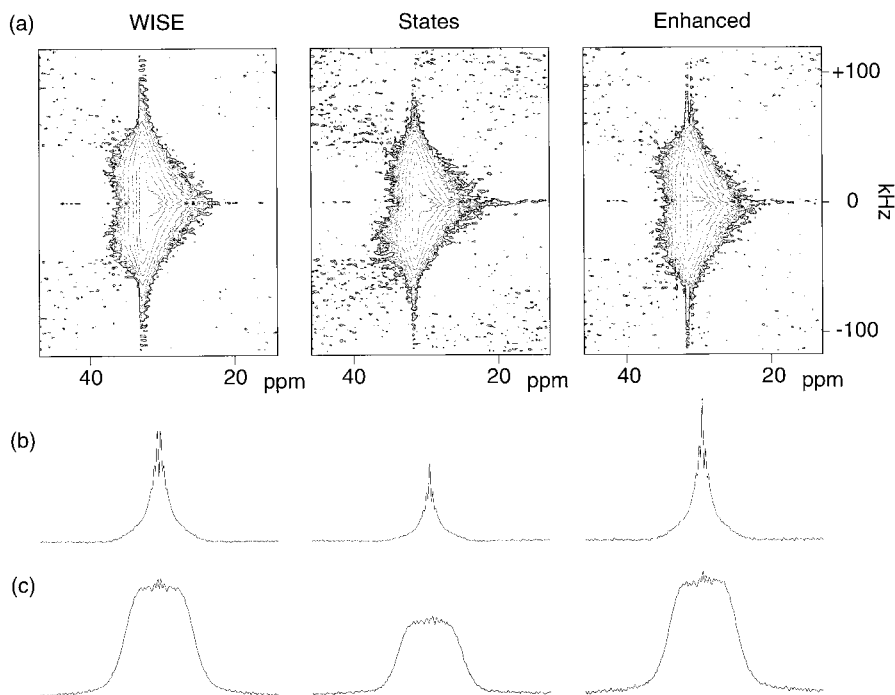 (a)
WISE
States
Enhanced
+100
0
kHz
-100
40
20
ppm
40
20
ppm
40
20
ppm
(b)
(c)